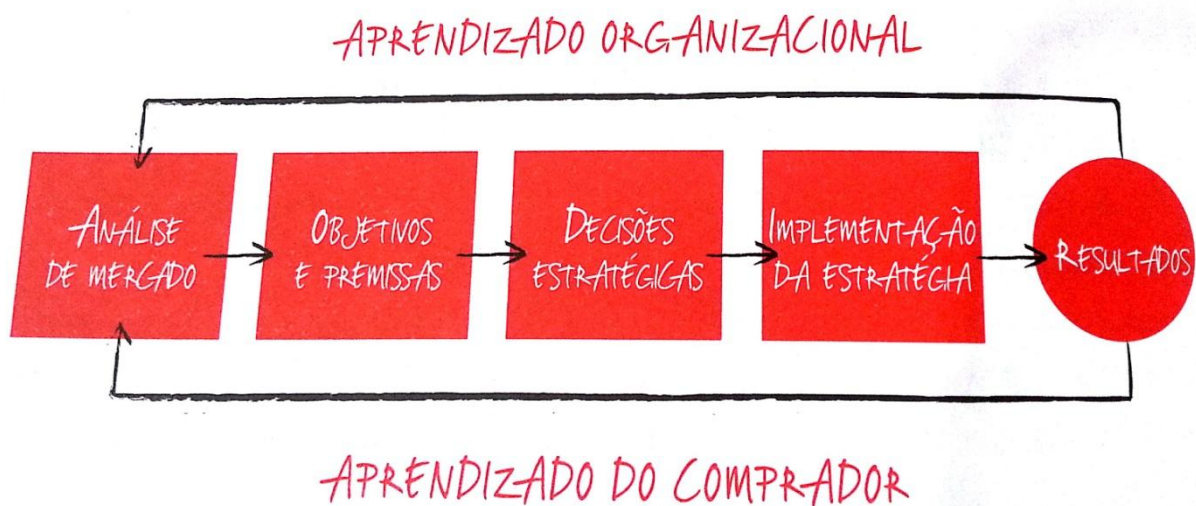 APRENDIZADO ORGANIZACIONAL
ANÁLISE
DE MERCADO
OBJETIVOS
E PREMISSAS
DECISÕES
ESTRATÉGICAS
IMPLEMENTAÇÃO
DA ESTRATÉGIA
RESULTADOS
APRENDIZADO DO COMPRADOR